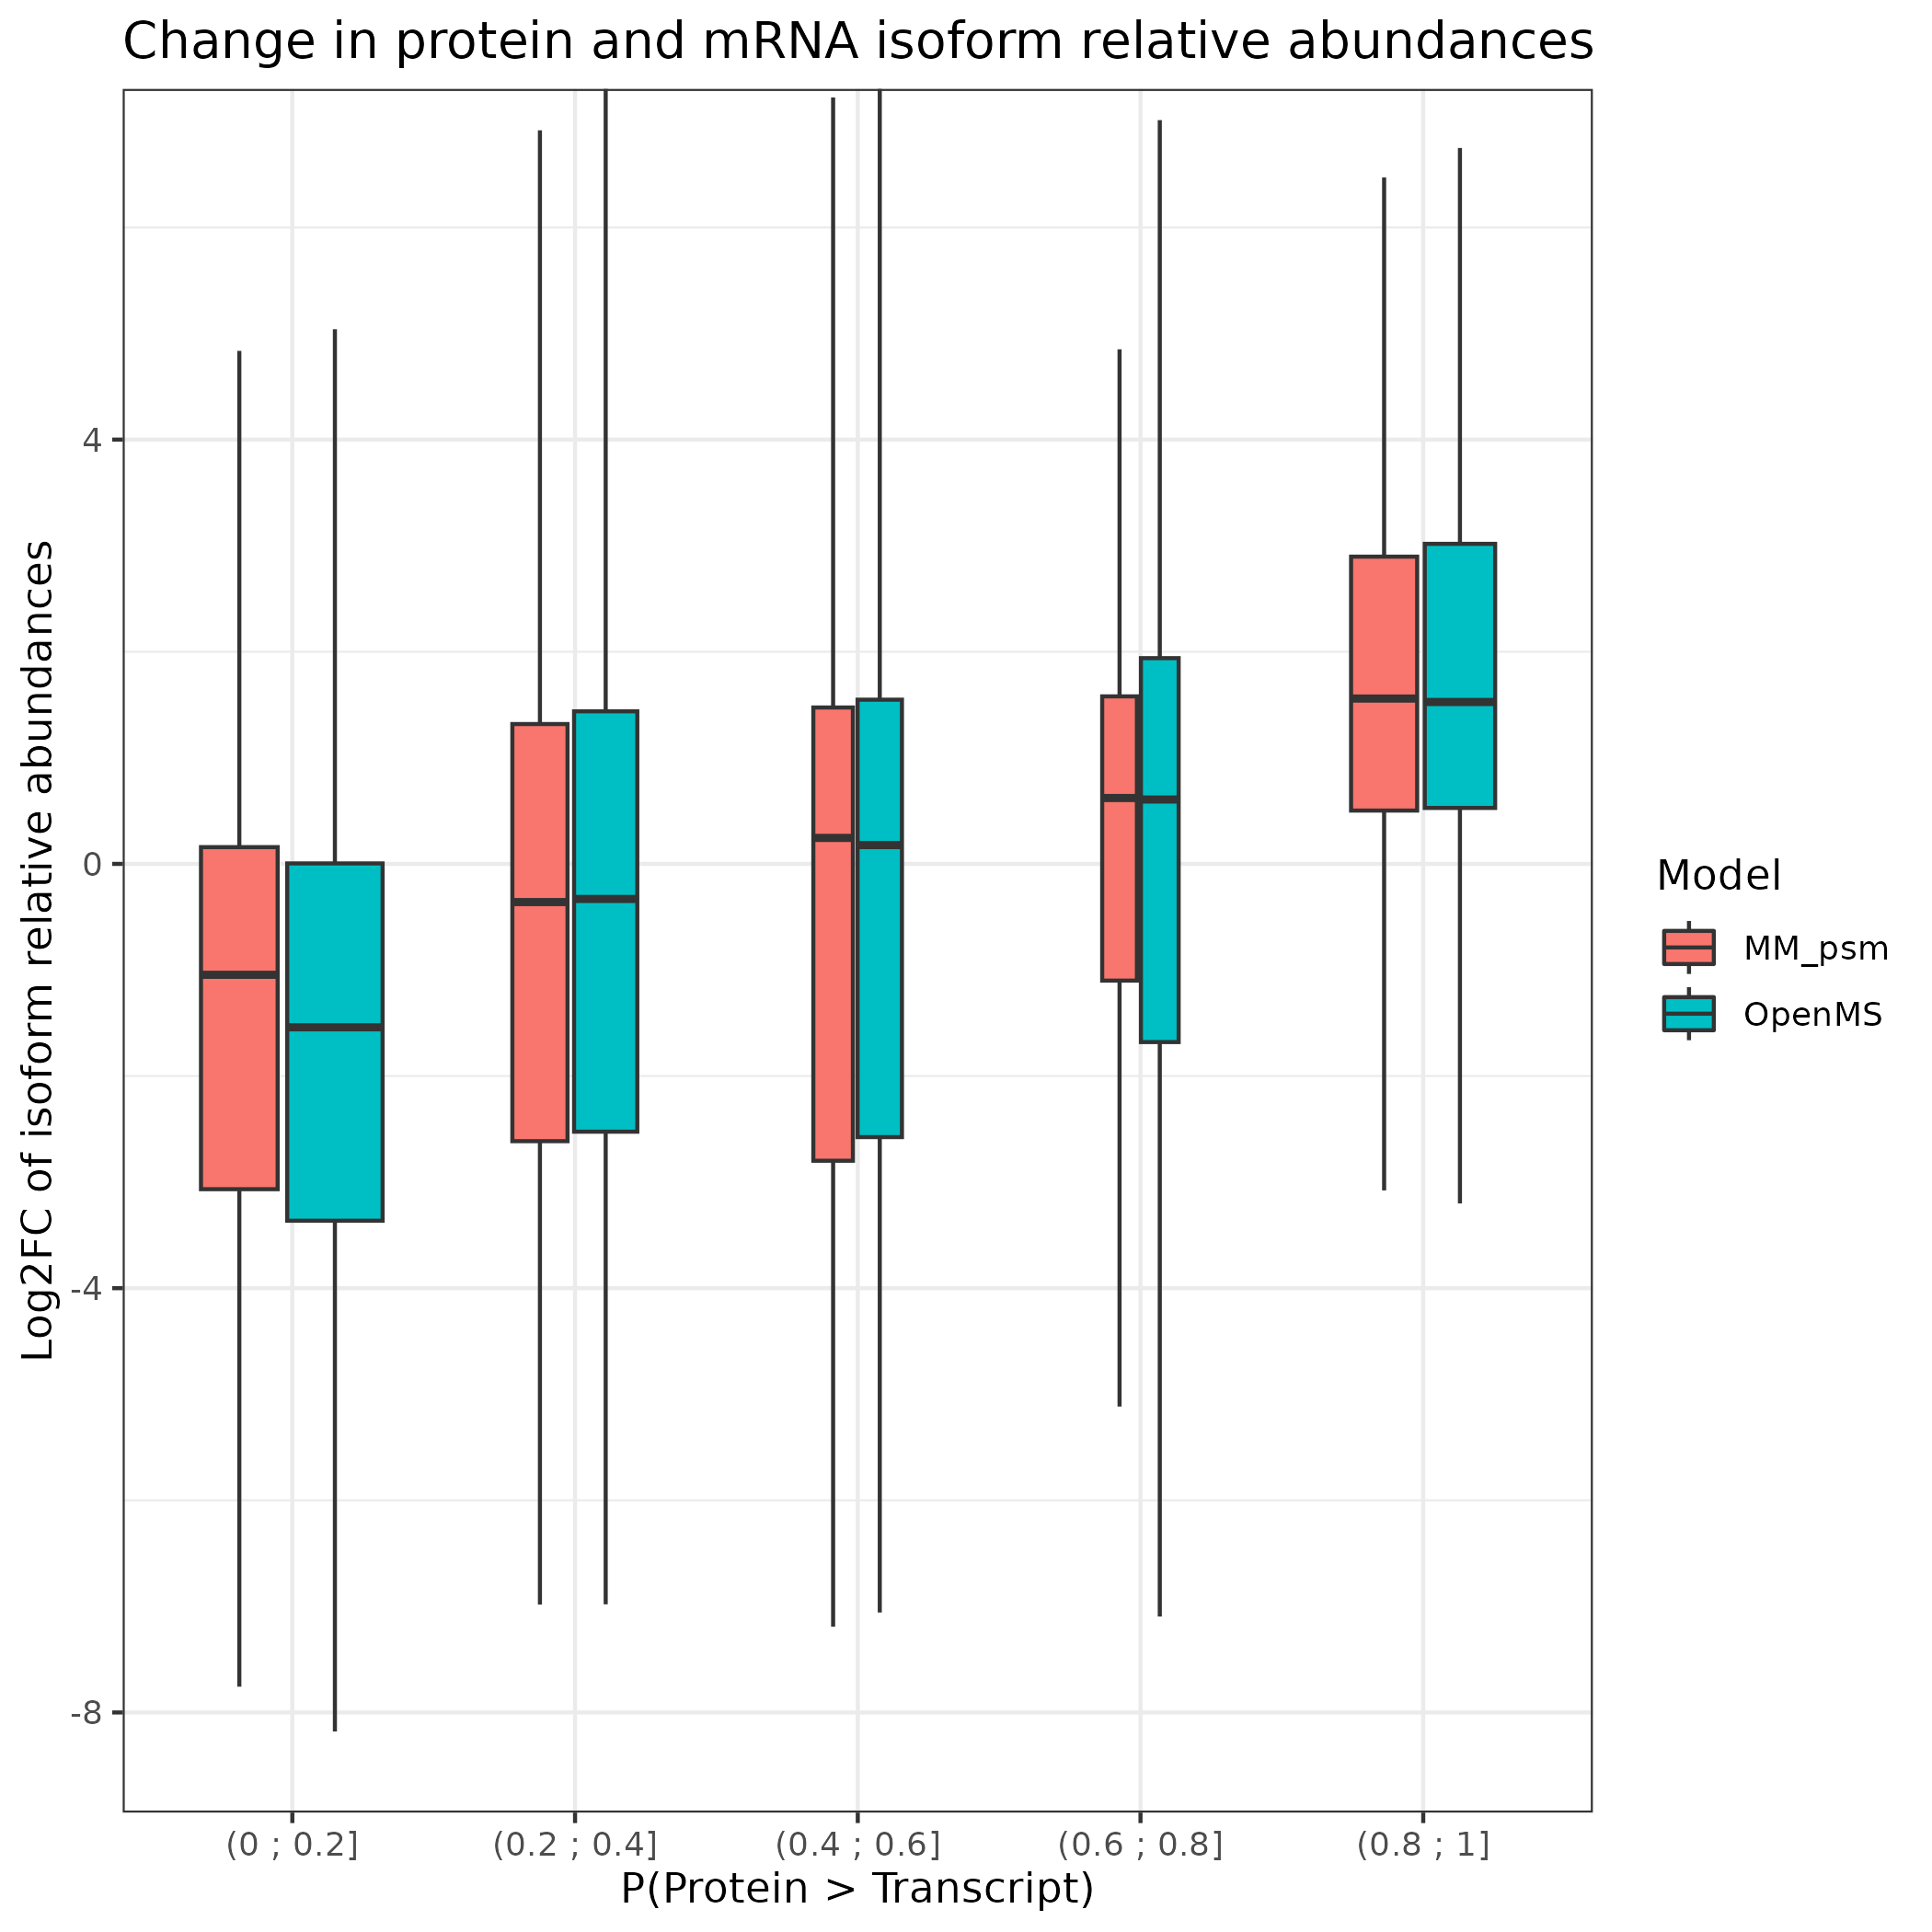 Change in protein and mRNA isoform relative abundances
Log2FC of isoform relative abundances
4
0
-4
-8
(0 ; 0.2]
(0.2 ; 0.4]
(0.4 ; 0.6]
(0.6 ; 0.8]
(0.8 ; 1]
P(Protein > Transcript)
Model
MM_psm
OpenMS